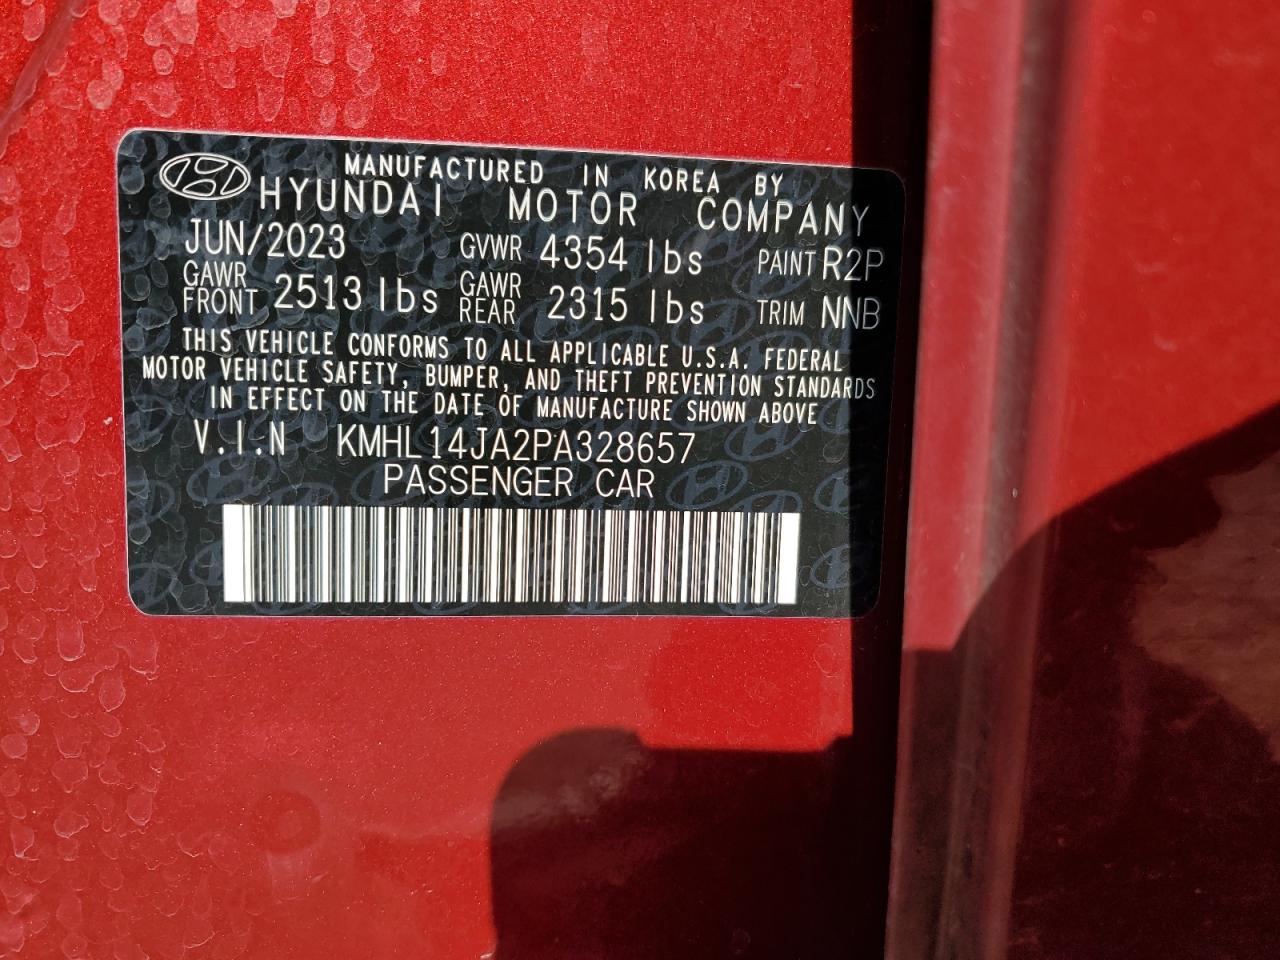 MANUFACTURED IN KOREA BY
HYUNDAI MOTOR COMPANY
JUN/2023 GVWR 4354 lbs PAINT R2P
GAWR FRONT 2513 lbs GAWR REAR 2315 lbs TRIM NNB
THIS VEHICLE CONFORMS TO ALL APPLICABLE U.S.A. FEDERAL
MOTOR VEHICLE SAFETY, BUMPER, AND THEFT PREVENTION STANDARDS
IN EFFECT ON THE DATE OF MANUFACTURE SHOWN ABOVE
V.I.N KMHL14JA2PA328657
PASSENGER CAR